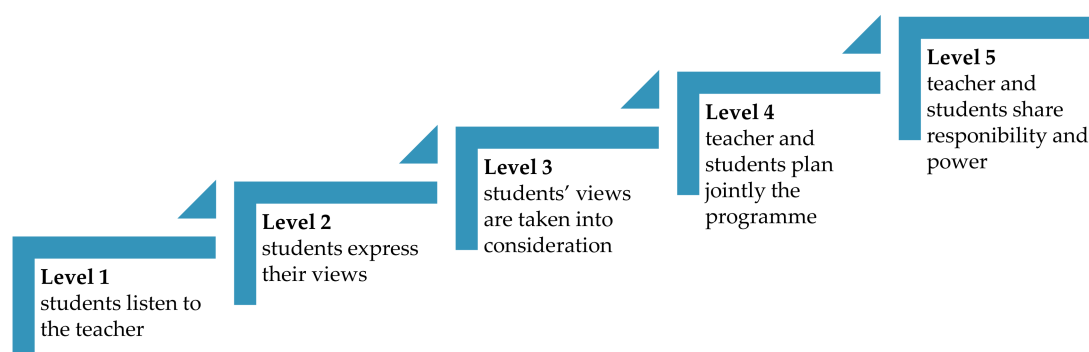 Level 1
students listen to
the teacher
Level 2
students express
their views
Level 3
students’ views
are taken into
consideration
Level 4
teacher and
students plan
jointly the
programme
Level 5
teacher and
students share
responibility and
power